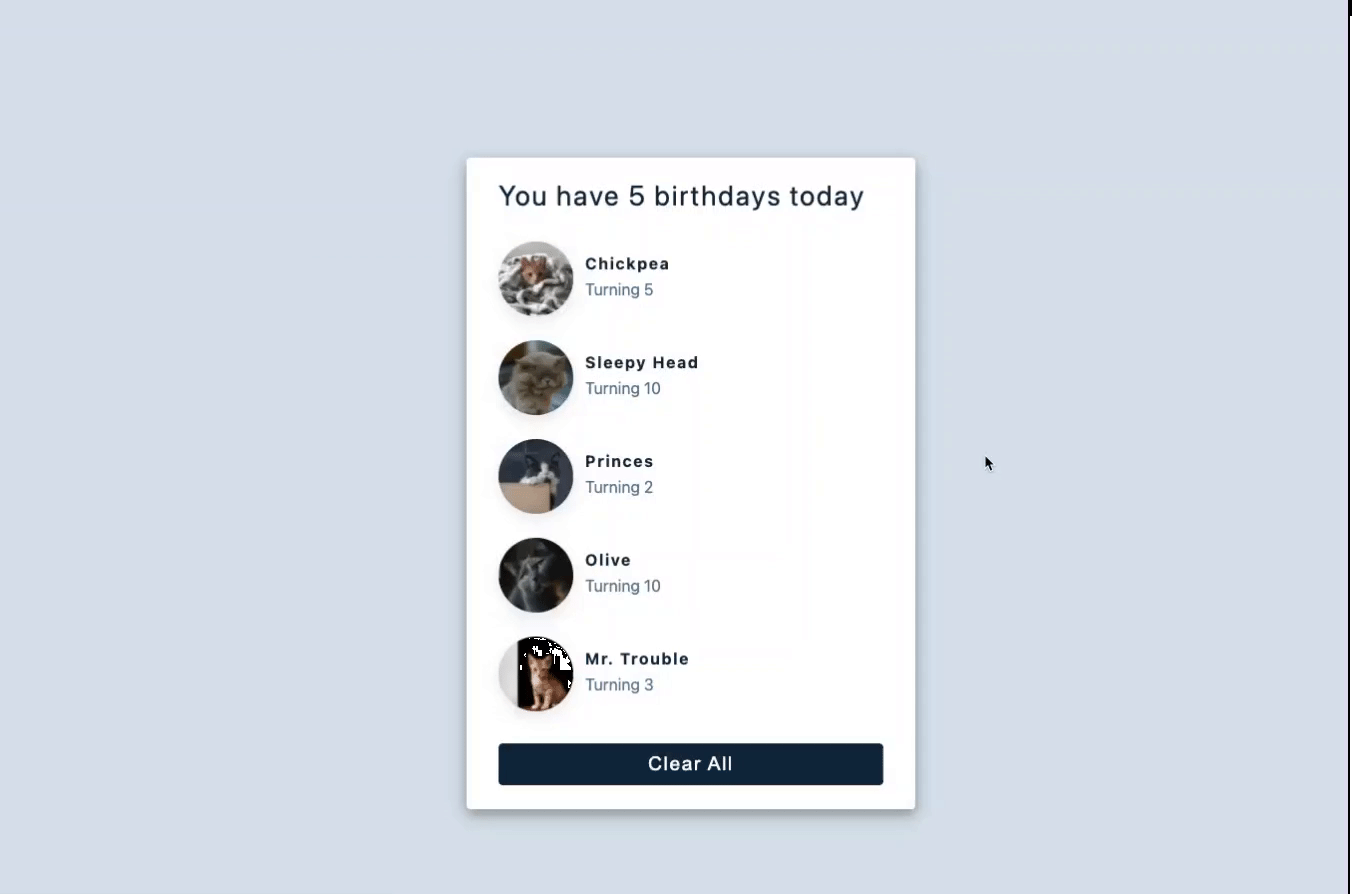 You have 5 birthdays today
Chickpea
Turning 5
Sleepy Head
Turning 10
Princes
Turning 2
Olive
Turning 10
Mr. Trouble
Turning 3
Clear All